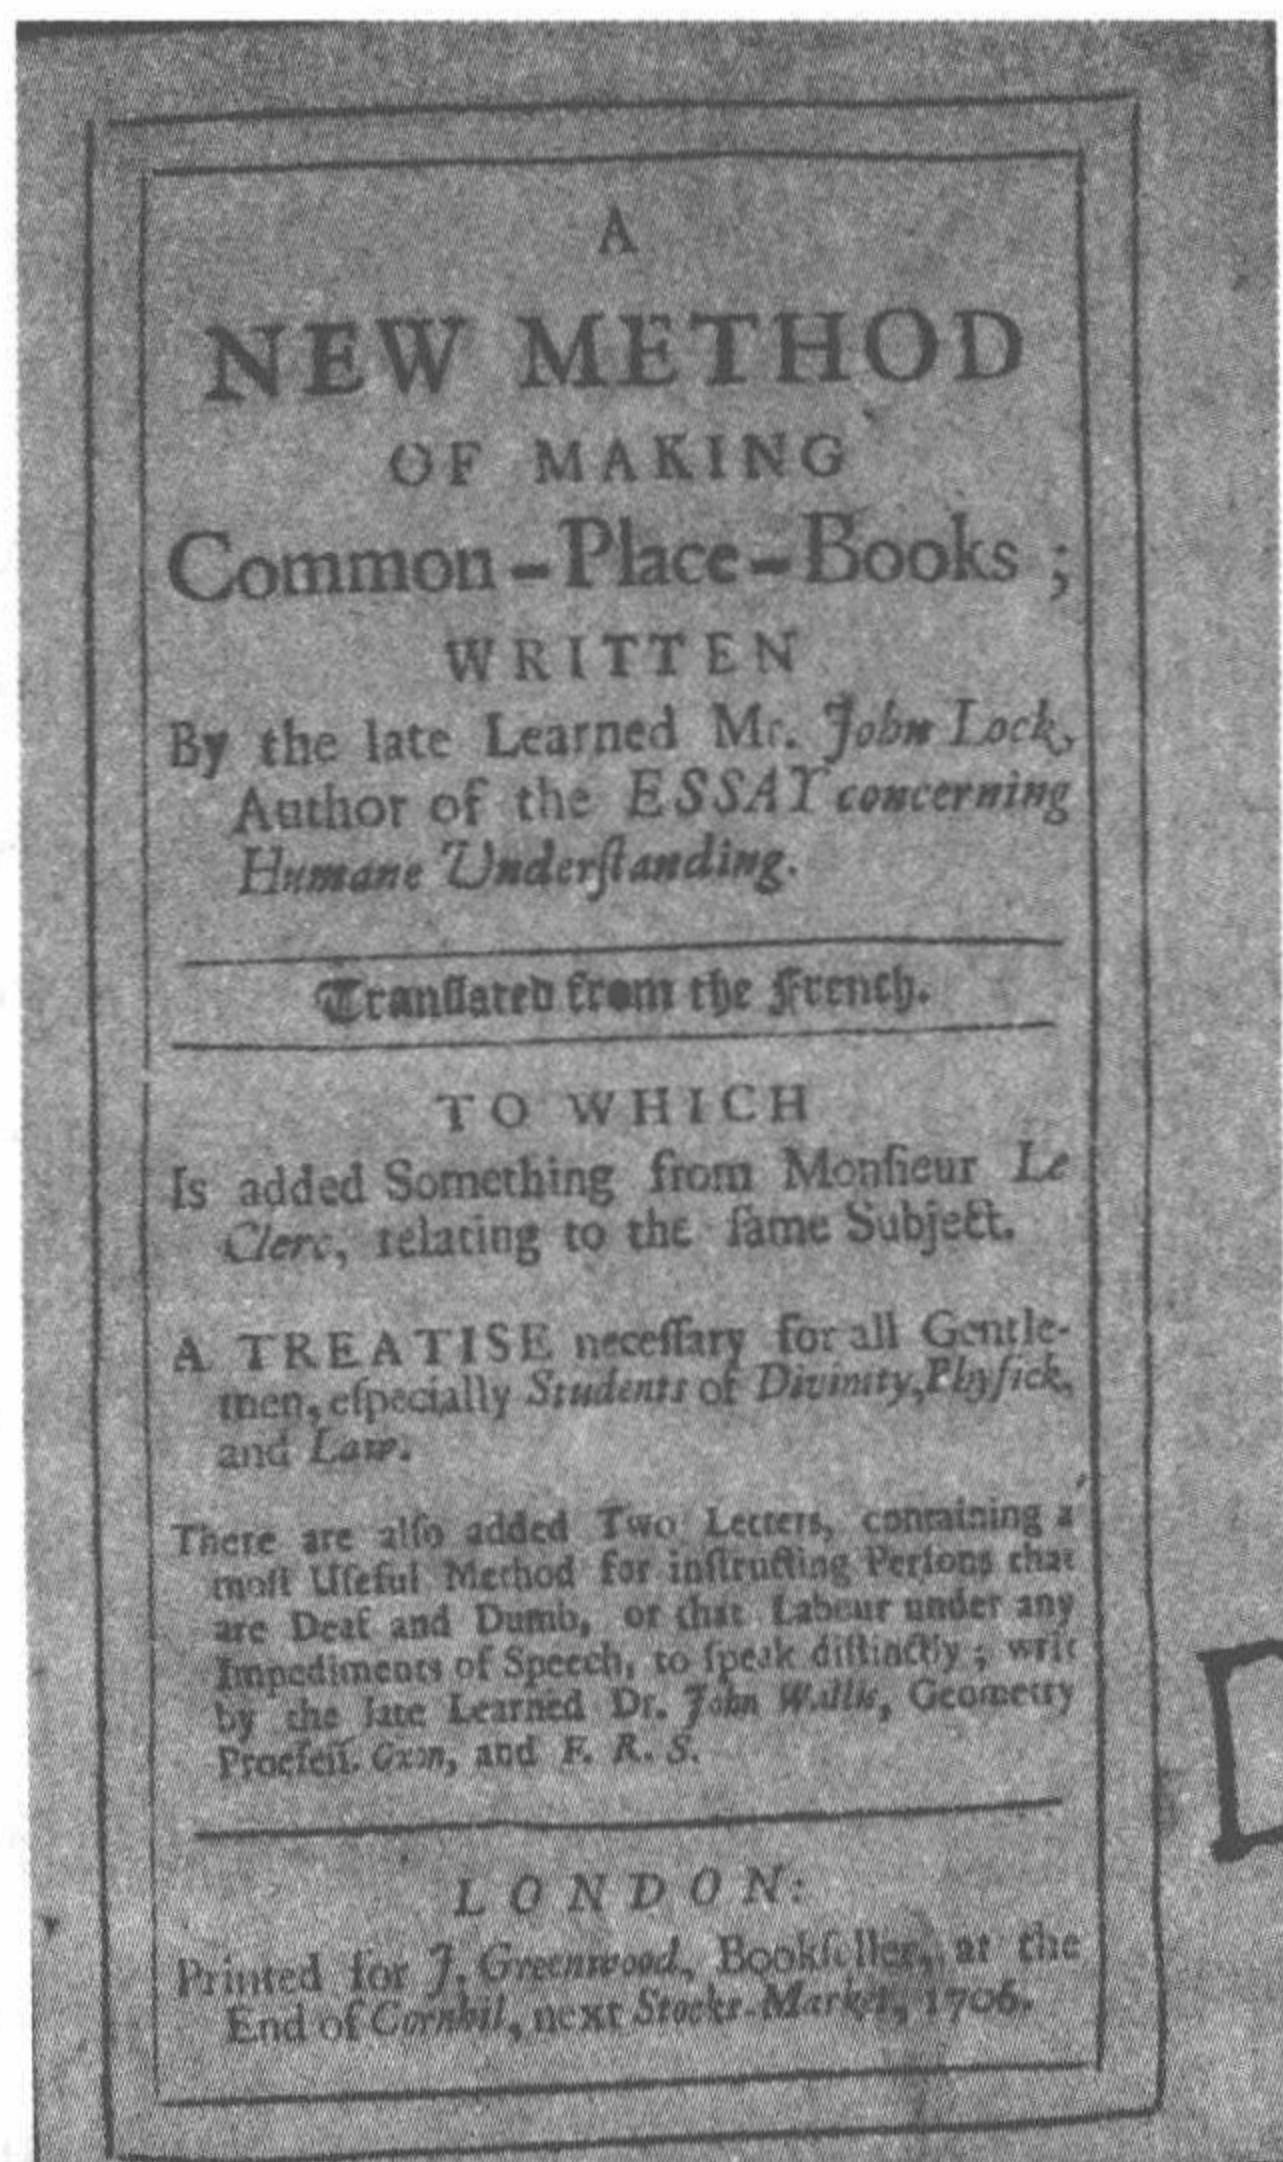 A
NEW METHOD
OF MAKING
Common-Place-Books;
WRITTEN
By the late Learned Mr. John Lock,
Author of the ESSAY concerning
Humane Underſtanding.
Tranſlated from the French.
TO WHICH
Is added Something from Monſieur Le
Clerc, relating to the ſame Subject.
A TREATISE neceſſary for all Gentle-
men, eſpecially Students of Divinity, Phyſick,
and Law.
There are alſo added Two Letters, containing a
moſt Uſeful Method for inſtructing Perſons that
are Deaf and Dumb, or that Labour under any
Impediments of Speech, to ſpeak diſtinctly; writ
by the late Learned Dr. John Wallis, Geometry
Proefeſſ. Oxon, and F. R. S.
LONDON:
Printed for J. Greenwood, Bookſeller, at the
End of Cornhil, next Stocks-Market, 1706.